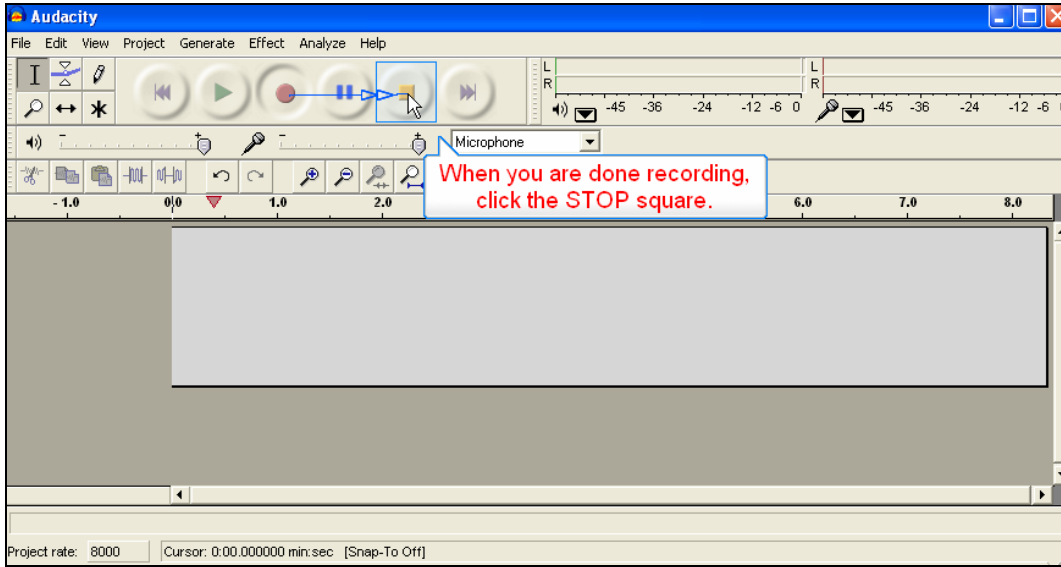 Audacity
File Edit View Project Generate Effect Analyze Help
L
R
-45 -36 -24 -12 -6 0
L
R
-45 -36 -24 -12 -6
Microphone
When you are done recording,
click the STOP square.
- 1.0 0,0 1.0 2.0 6.0 7.0 8.0
Project rate: 8000 Cursor: 0:00.000000 min:sec [Snap-To Off]